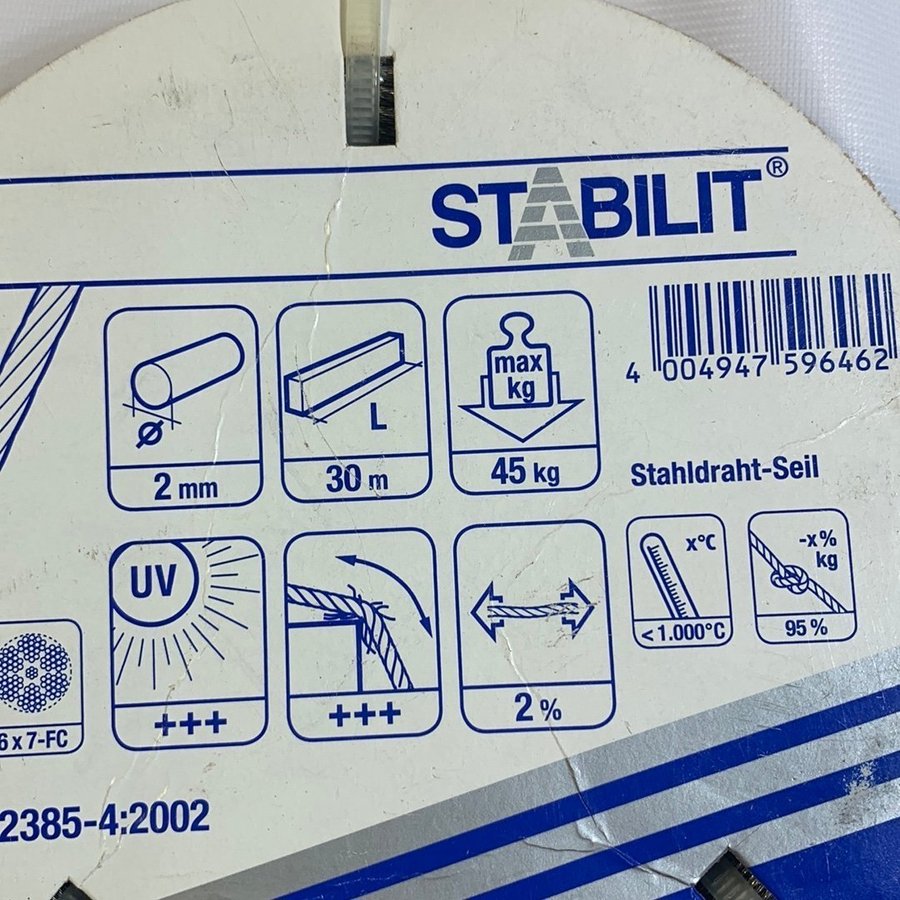 STABILIT®
Ø
2 mm
L
30 m
max
kg
45 kg
4 004947 596462
Stahldraht-Seil
UV
+++
+++
2 %
x°C
< 1.000°C
-x%
kg
95 %
6 x 7-FC
2385-4:2002